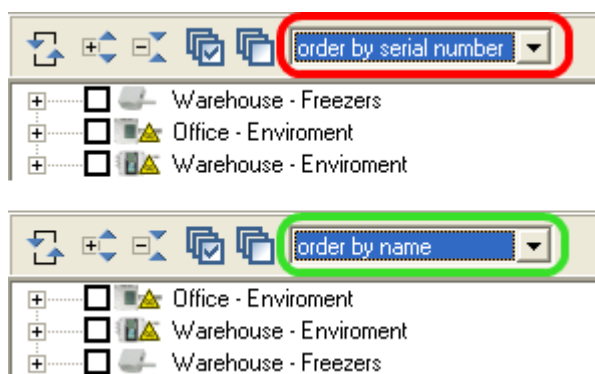 order by serial number
Warehouse - Freezers
Office - Enviroment
Warehouse - Enviroment
order by name
Office - Enviroment
Warehouse - Enviroment
Warehouse - Freezers